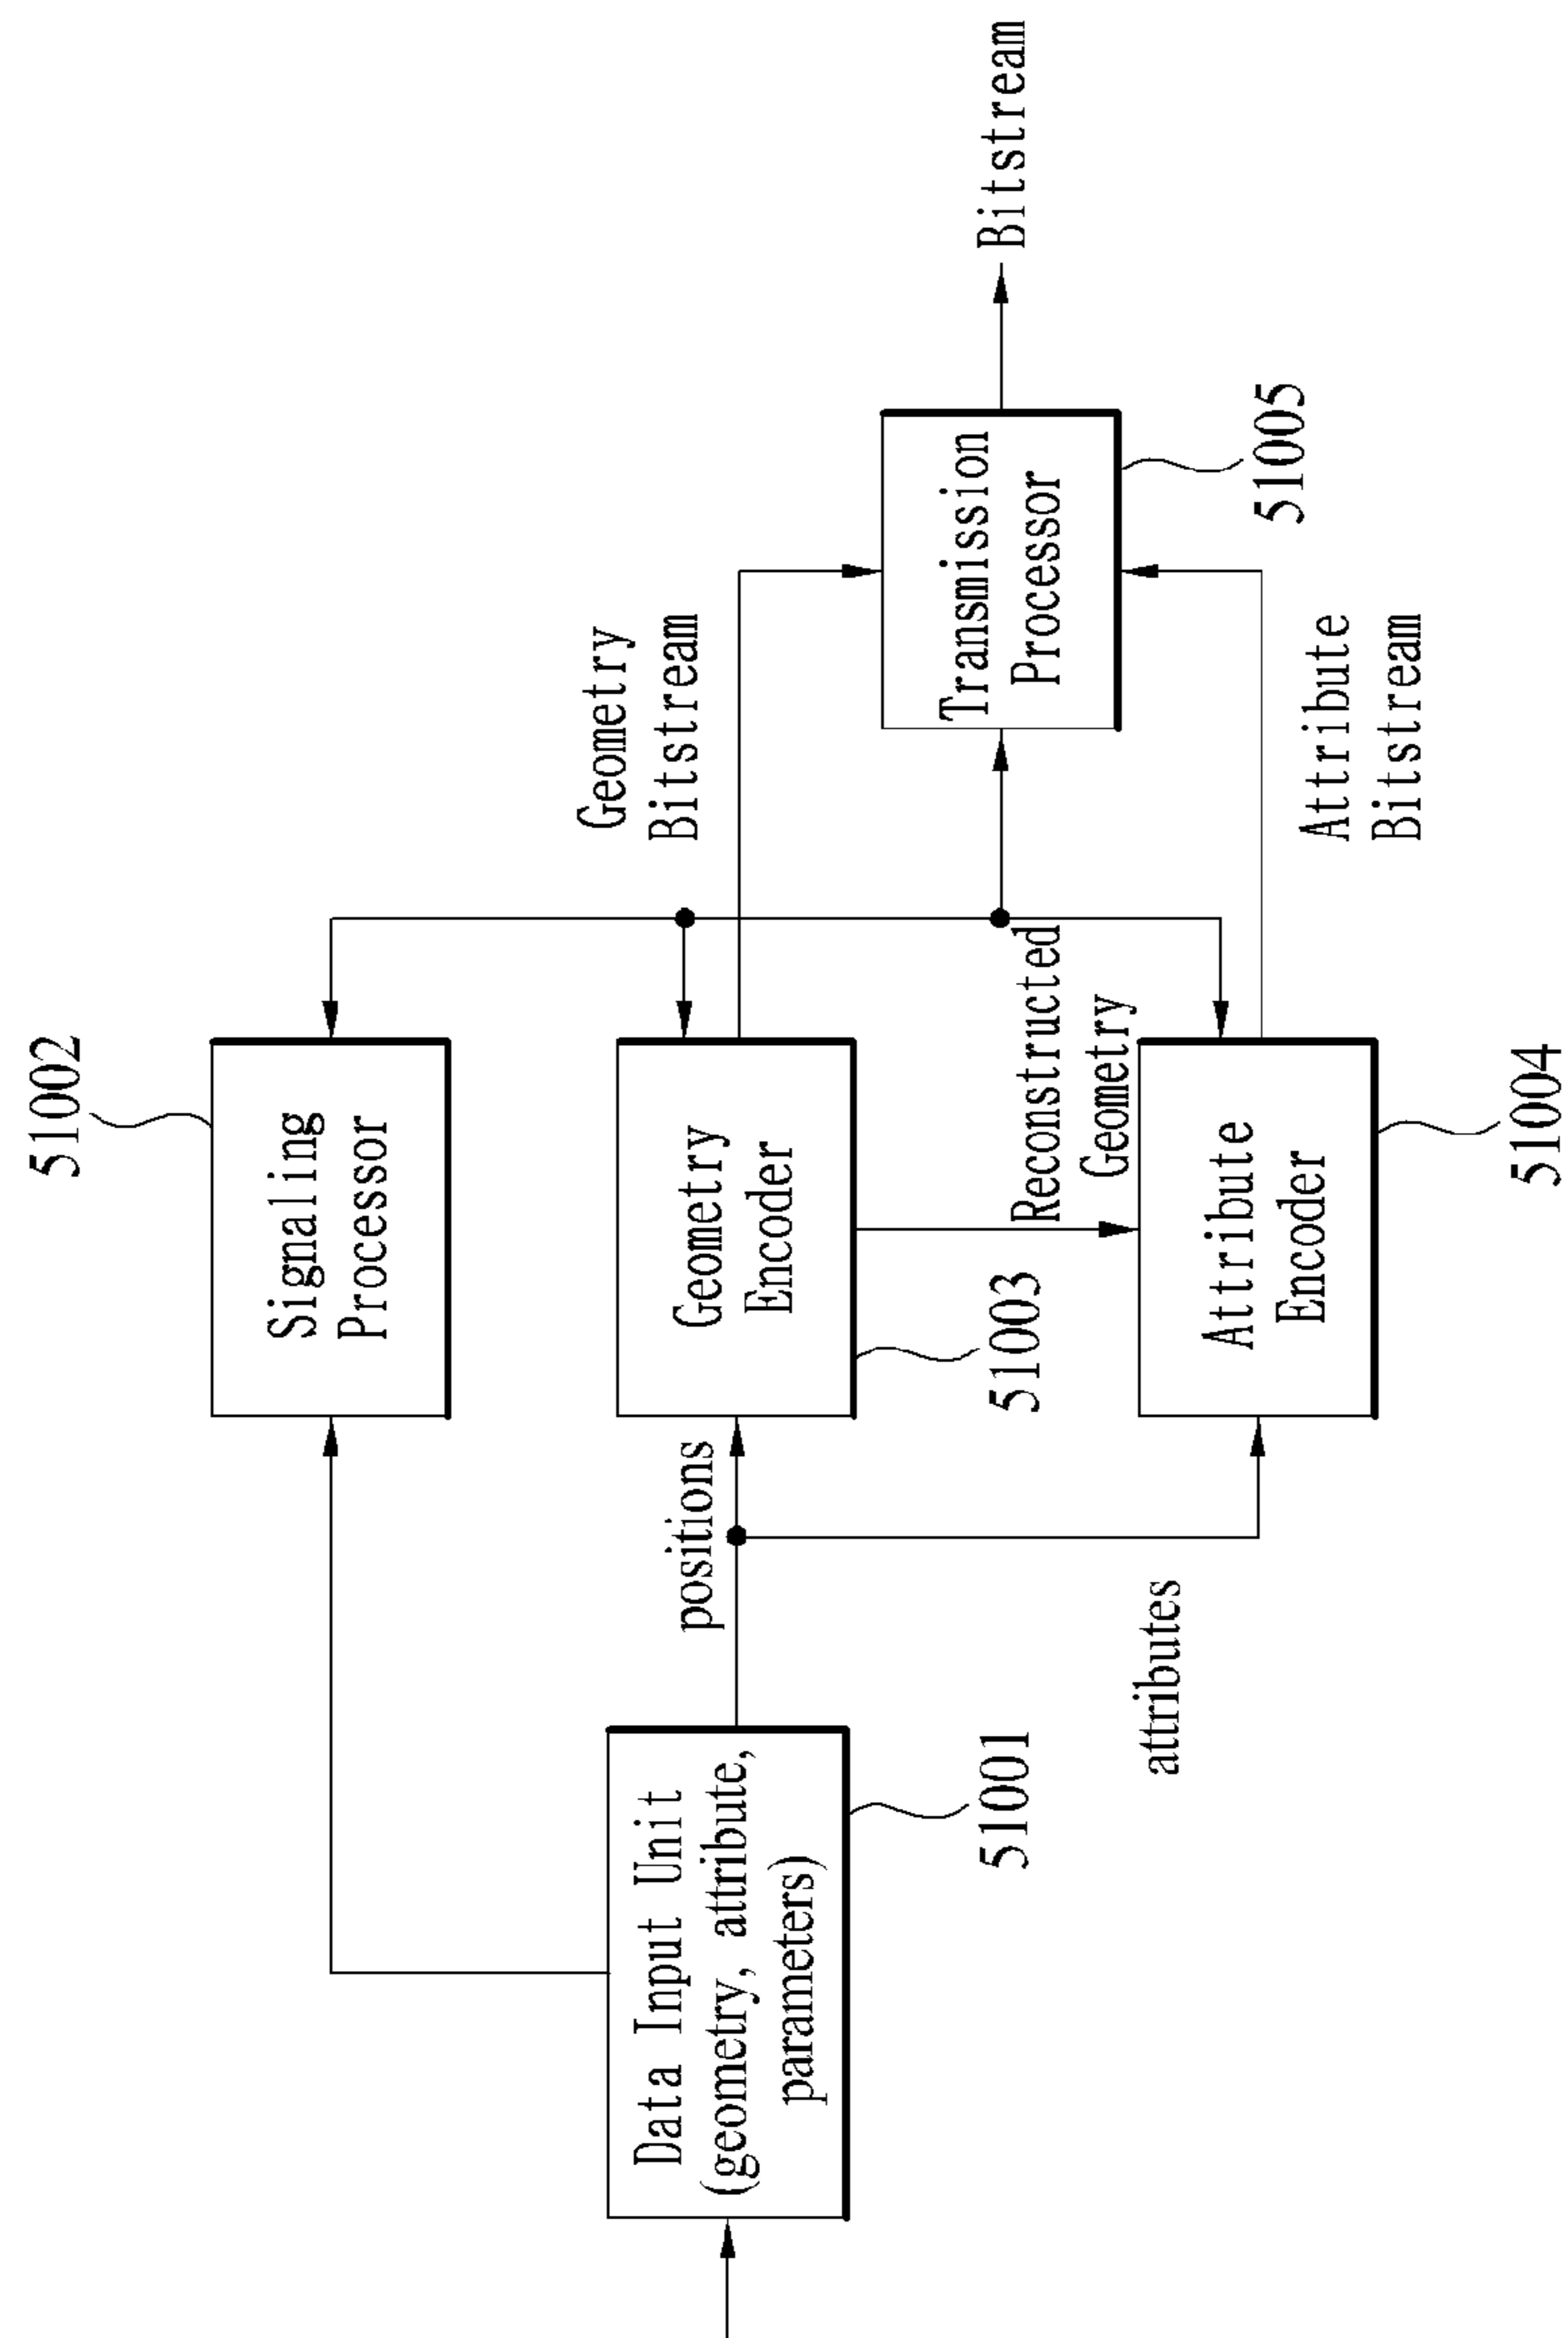 51002
Signaling
Processor
Geometry
Bitstream
Bitstream
Data Input Unit
(geometry, attribute,
parameters)
51001
positions
Geometry
Encoder
51003
Transmission
Processor
51005
Reconstructed
Geometry
attributes
Attribute
Encoder
51004
Attribute
Bitstream